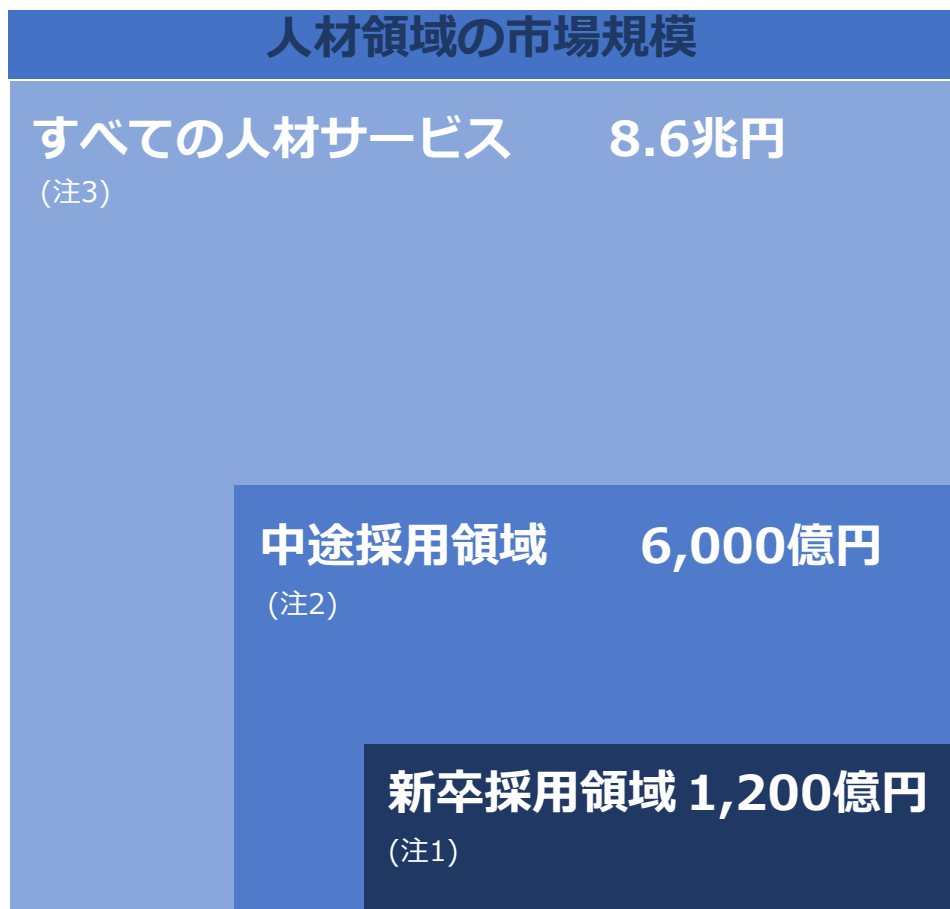 人材領域の市場規模
すべての人材サービス 8.6兆円
(注3)
中途採用領域 6,000億円
(注2)
新卒採用領域 1,200億円
(注1)